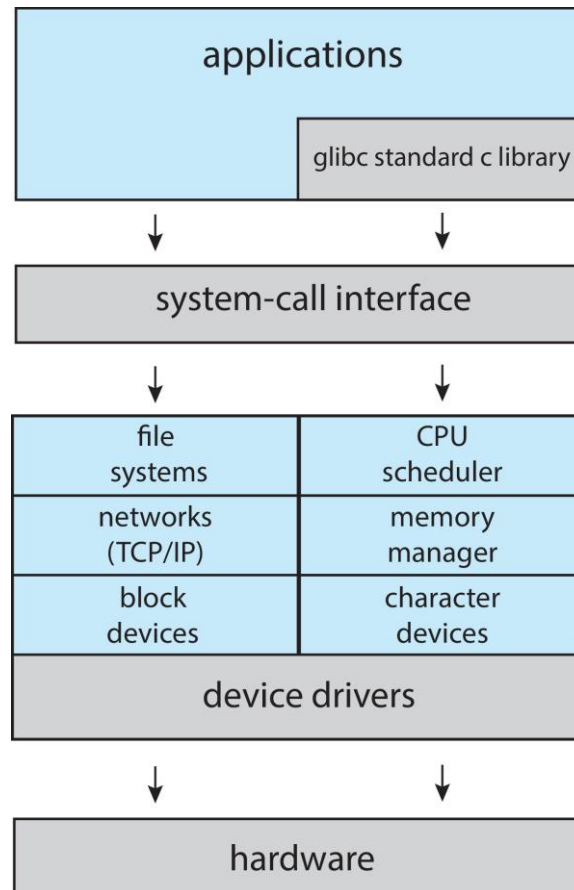 applications
glibc standard c library
system-call interface
file
systems
CPU
scheduler
networks
(TCP/IP)
memory
manager
block
devices
character
devices
device drivers
hardware